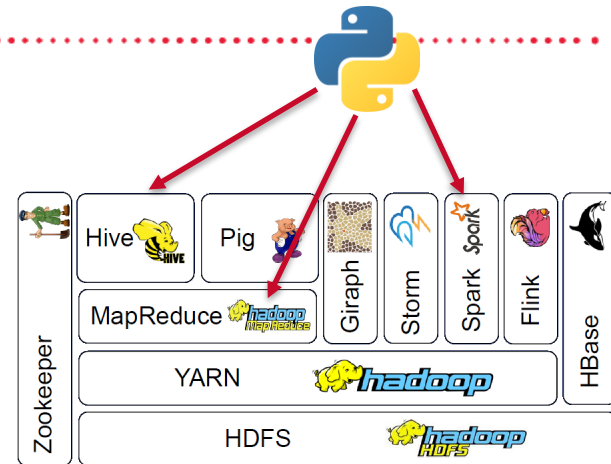 Zookeeper
Hive
HIVE
Pig
MapReduce
hadoop
MapReduce
Giraph
Storm
Spark
Spark
Flink
HBase
YARN
hadoop
HDFS
hadoop
HDFS